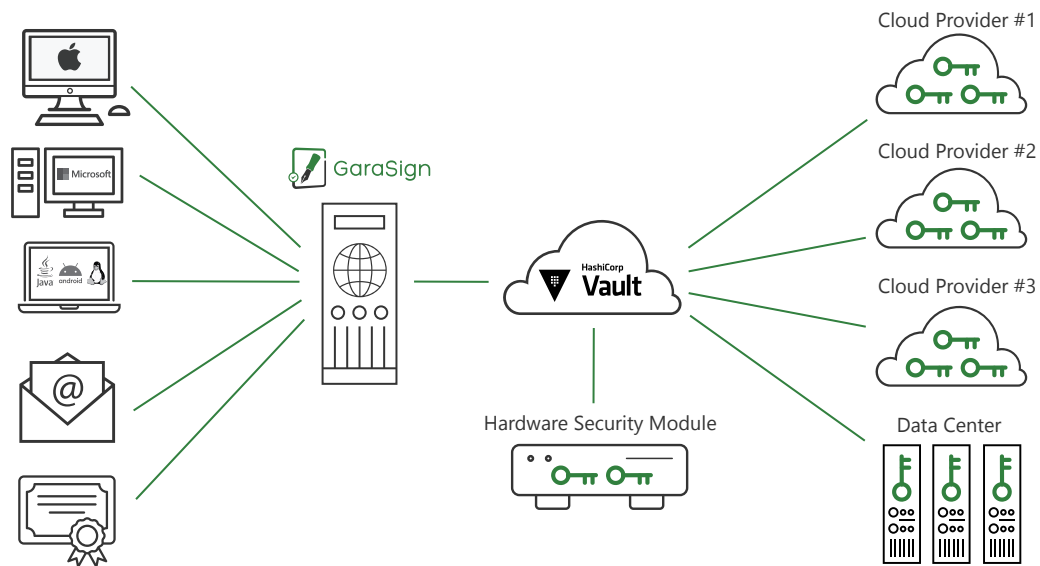 Cloud Provider #1
Microsoft
GaraSign
Cloud Provider #2
Java
android
HashiCorp
Vault
Cloud Provider #3
@
Hardware Security Module
Data Center